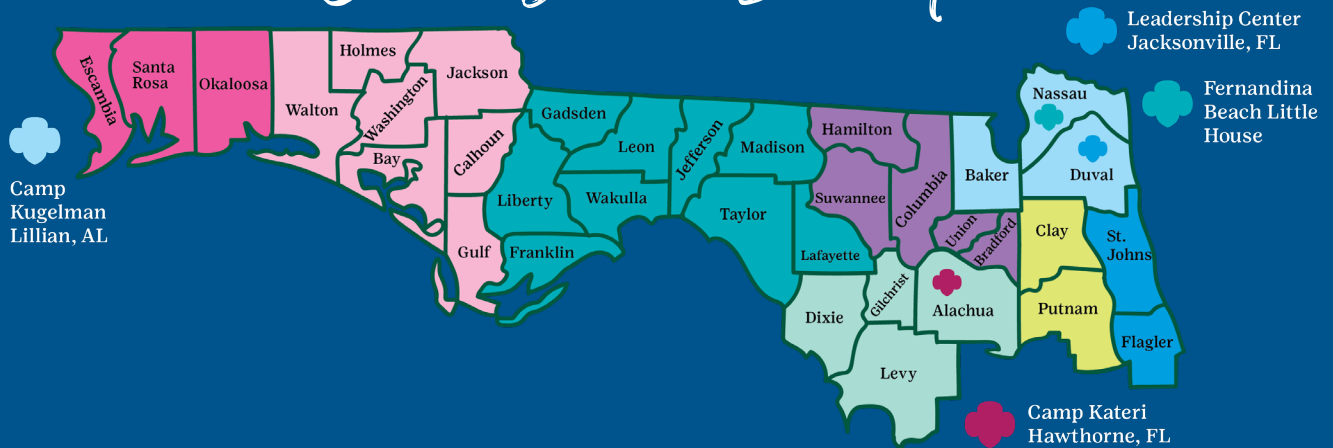 Leadership Center
Jacksonville, FL
Fernandina
Beach Little
House
Camp
Kugelman
Lillian, AL
Escambia
Santa
Rosa
Okaloosa
Walton
Holmes
Washington
Jackson
Bay
Calhoun
Gulf
Gadsden
Liberty
Franklin
Leon
Wakulla
Jefferson
Madison
Taylor
Lafayette
Hamilton
Suwannee
Columbia
Union
Bradford
Baker
Nassau
Duval
Clay
Putnam
St.
Johns
Flagler
Dixie
Gilchrist
Alachua
Levy
Camp Kateri
Hawthorne, FL